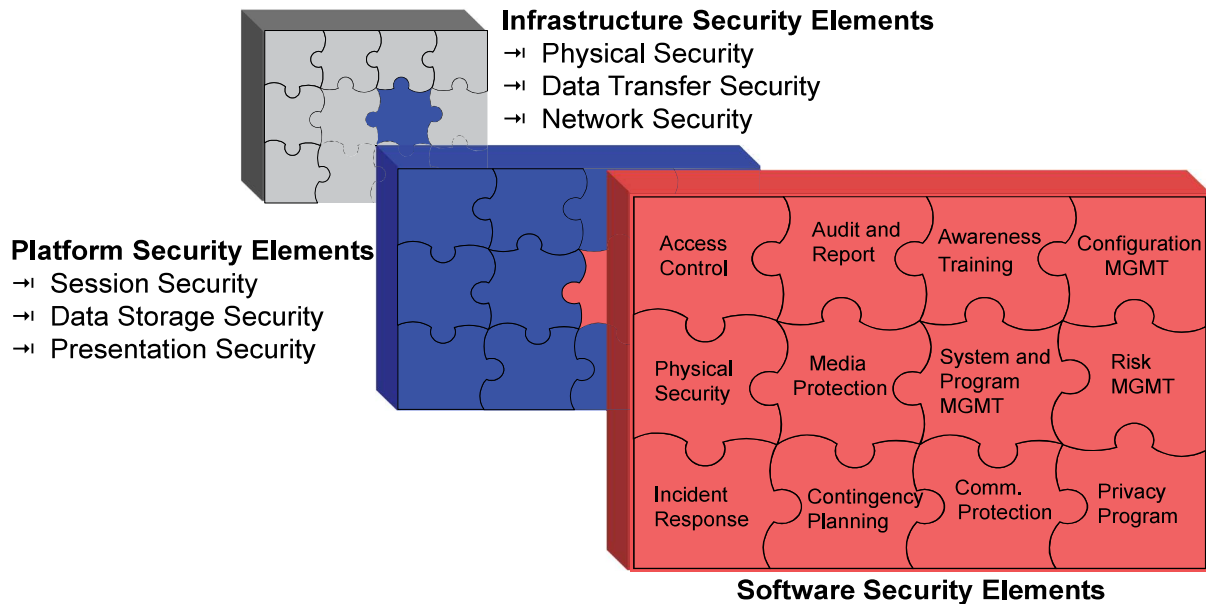 Infrastructure Security Elements
→ı Physical Security
→ı Data Transfer Security
→ı Network Security
Platform Security Elements
→ı Session Security
→ı Data Storage Security
→ı Presentation Security
Access
Control
Audit and
Report
Awareness
Training
Configuration
MGMT
Physical
Security
Media
Protection
System and
Program
MGMT
Risk
MGMT
Incident
Response
Contingency
Planning
Comm.
Protection
Privacy
Program
Software Security Elements